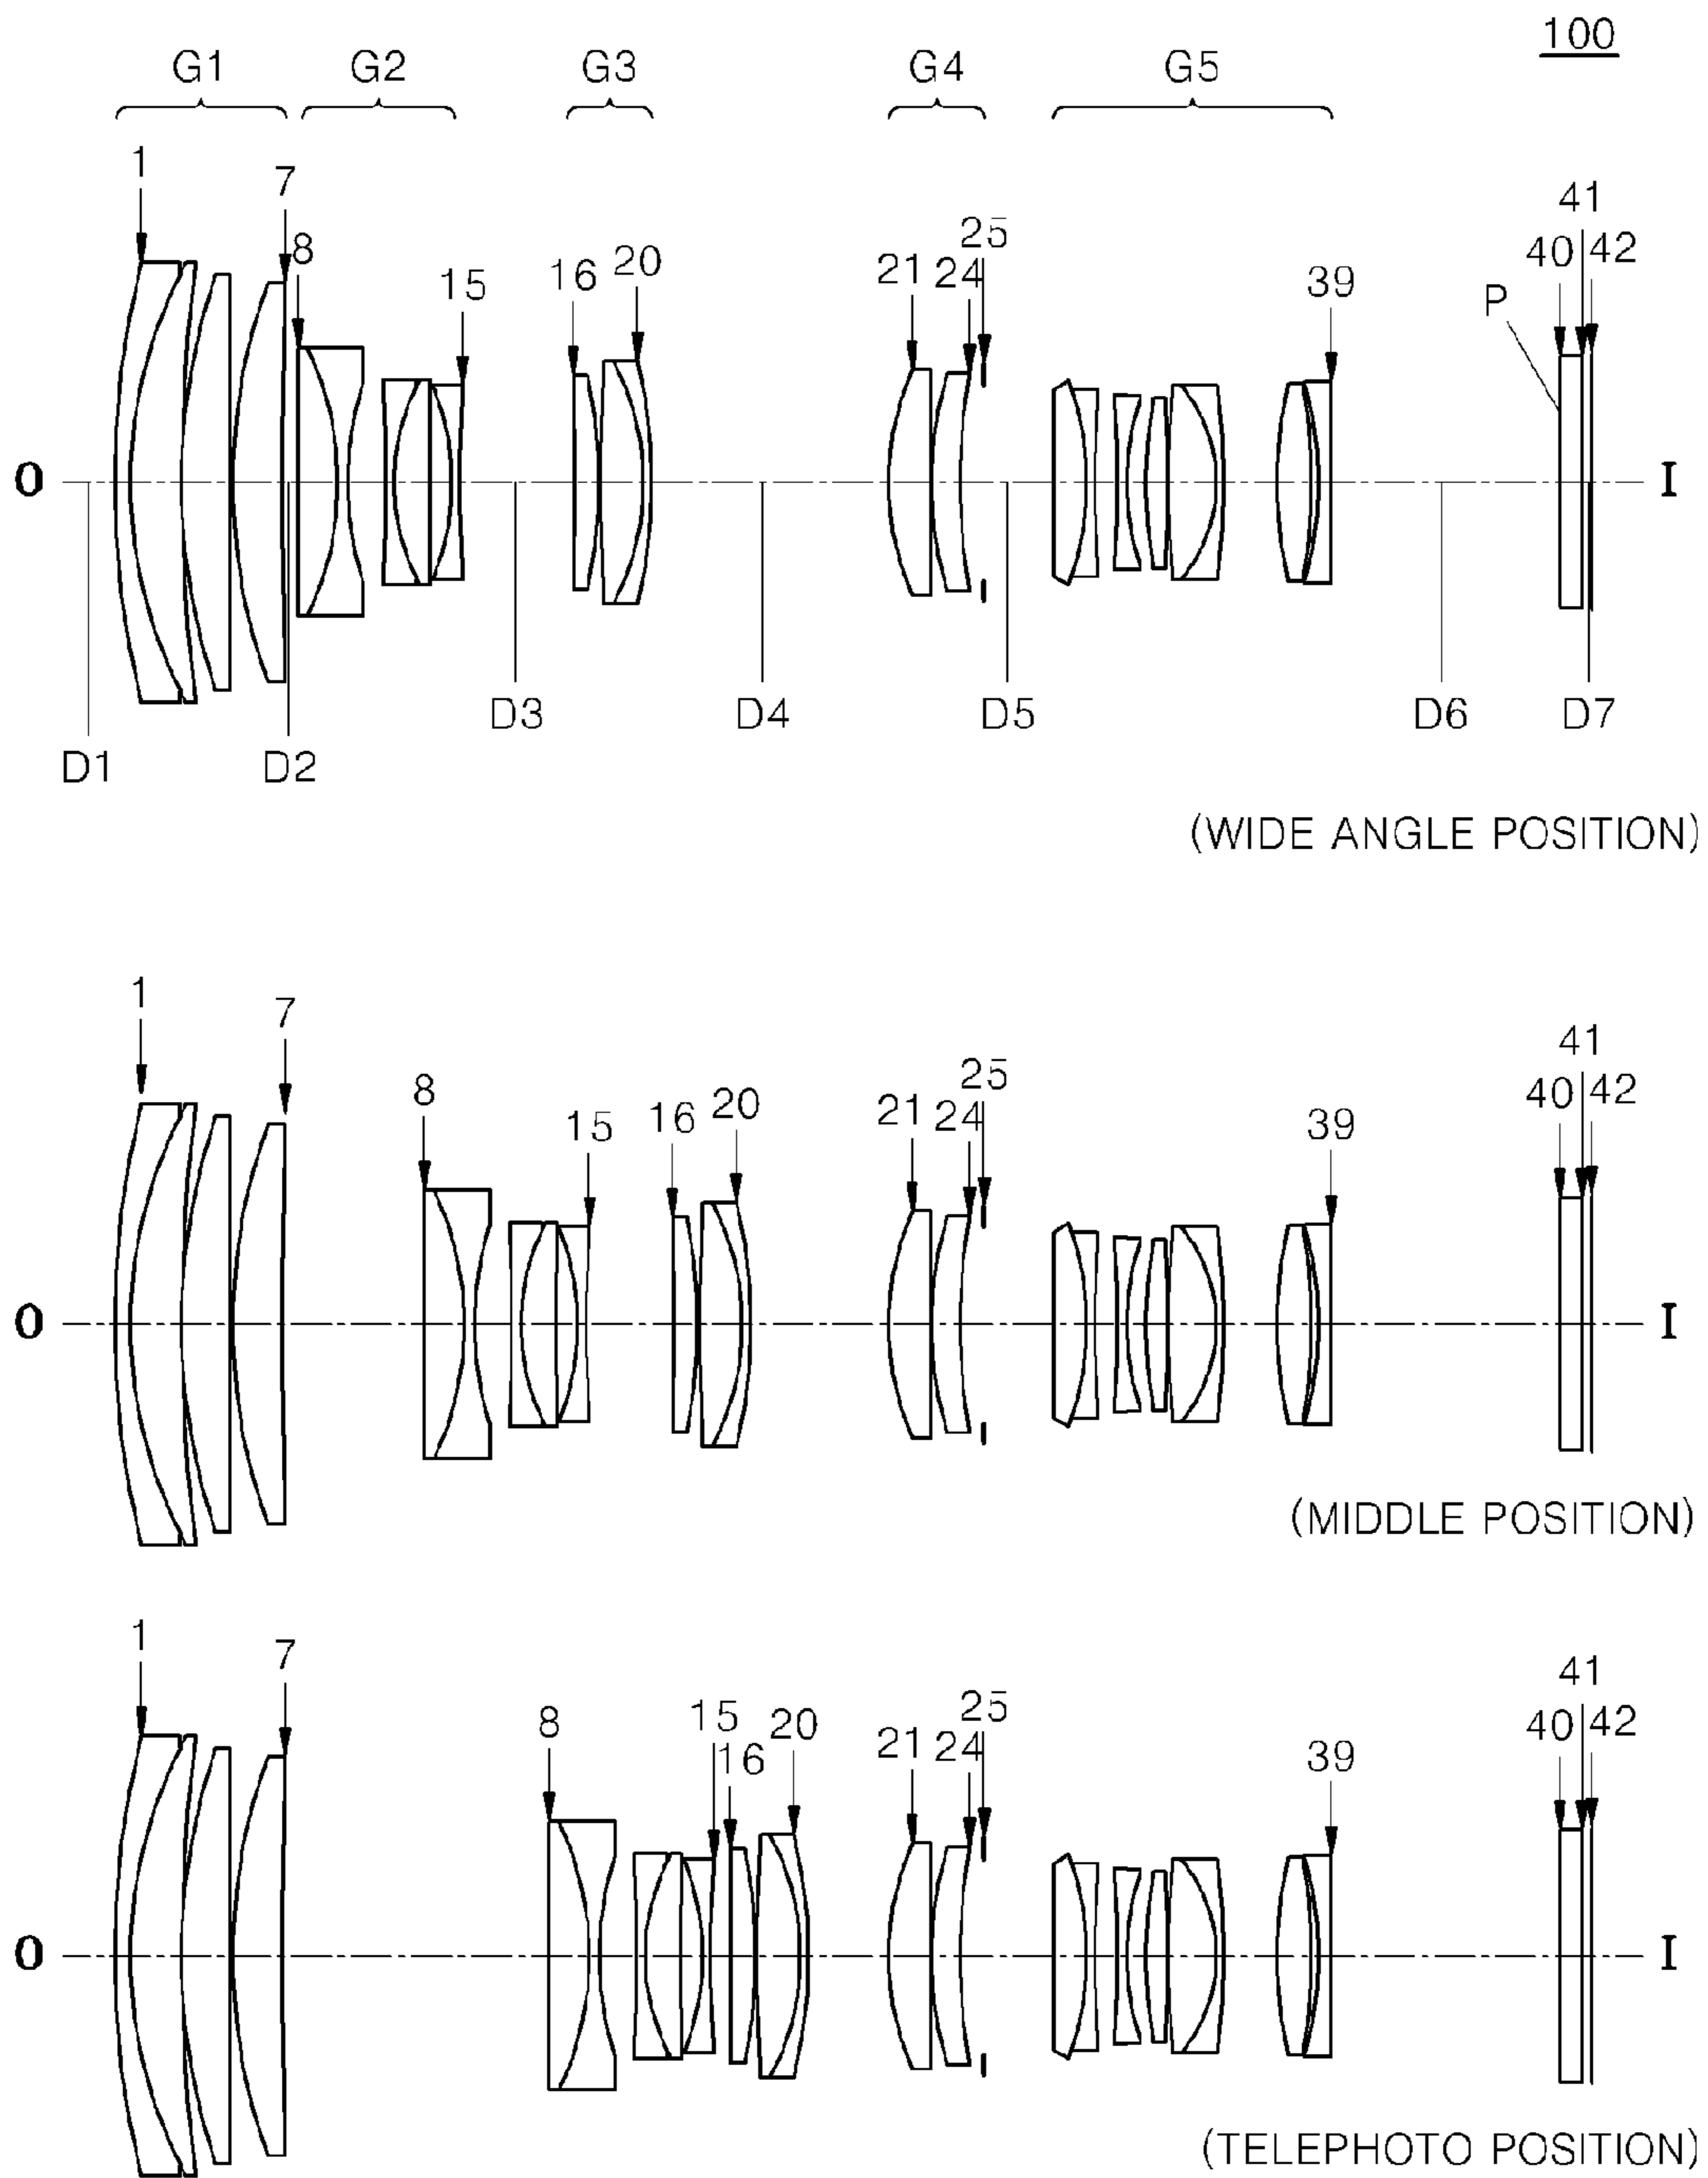 100
G1 G2 G3 G4 G5
1 7 8 15 16 20 21 24 25 39 40 41 42
P
O I
D1 D2 D3 D4 D5 D6 D7
(WIDE ANGLE POSITION)
1 7 8 15 16 20 21 24 25 39 40 41 42
O I
(MIDDLE POSITION)
1 7 8 15 16 20 21 24 25 39 40 41 42
O I
(TELEPHOTO POSITION)